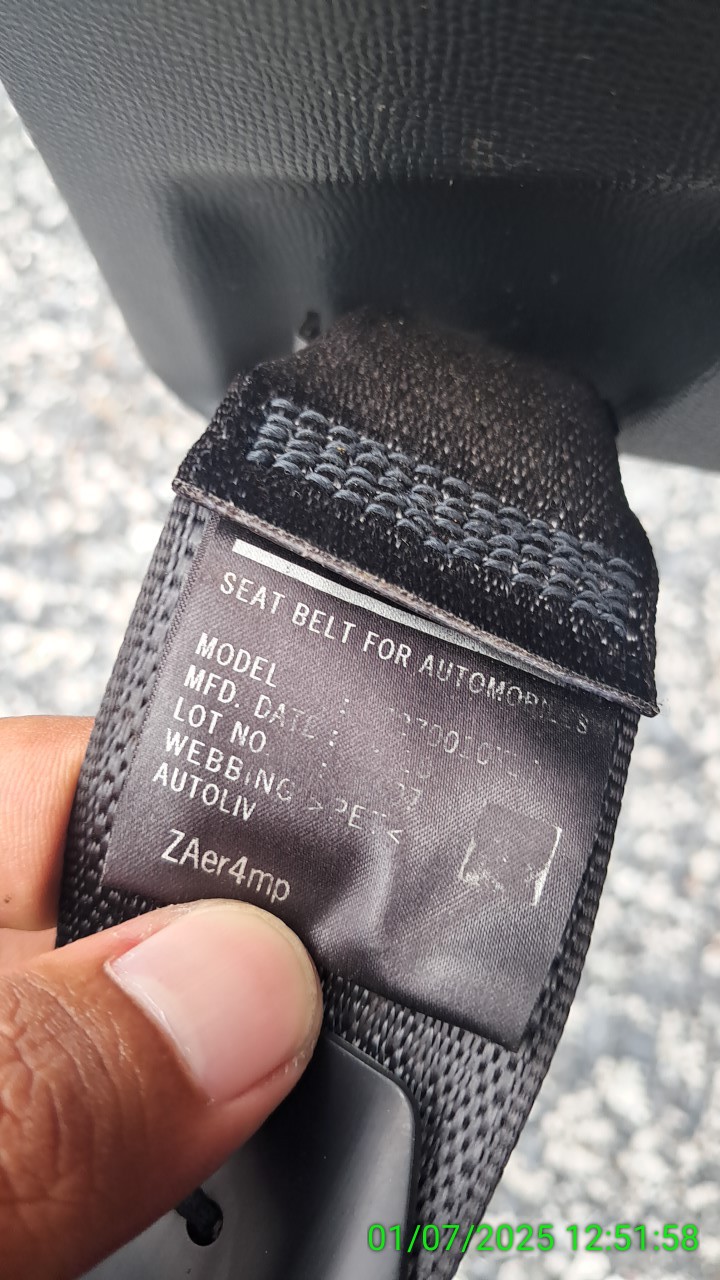 SEAT BELT FOR AUTOMOBILES
MODEL :
MFD. DATE :
LOT NO. :
WEBBING >PET<
AUTOLIV
ZAer4mp
01/07/2025 12:51:58